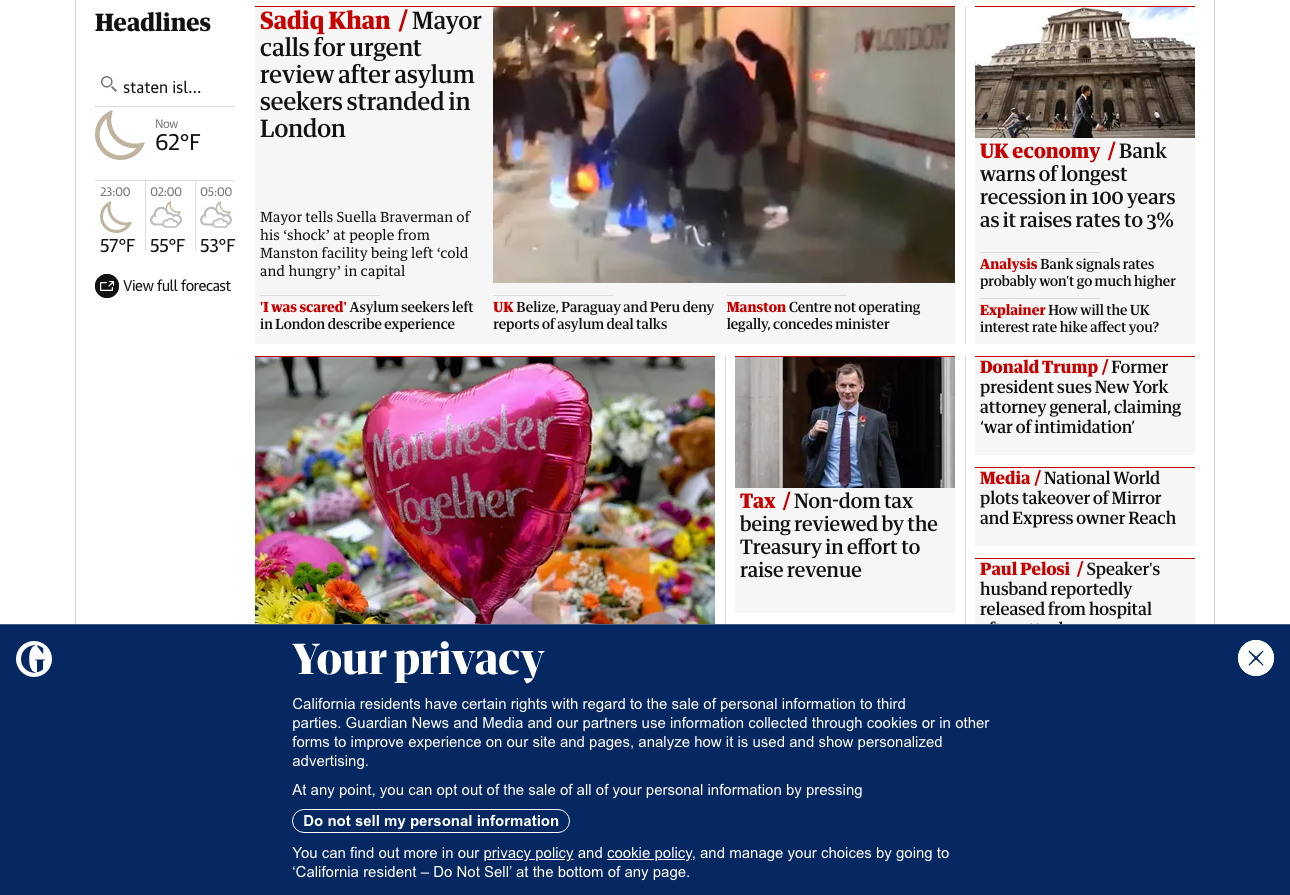 Headlines
staten isl...
Now
62°F
23:00
02:00
05:00
57°F
55°F
53°F
View full forecast
Sadiq Khan / Mayor
calls for urgent
review after asylum
seekers stranded in
London
Mayor tells Suella Braverman of
his ‘shock’ at people from
Manston facility being left ‘cold
and hungry’ in capital
LONDON
'I was scared' Asylum seekers left
in London describe experience
UK Belize, Paraguay and Peru deny
reports of asylum deal talks
Manston Centre not operating
legally, concedes minister
UK economy / Bank
warns of longest
recession in 100 years
as it raises rates to 3%
Analysis Bank signals rates
probably won’t go much higher
Explainer How will the UK
interest rate hike affect you?
Manchester
Together
Tax / Non-dom tax
being reviewed by the
Treasury in effort to
raise revenue
Donald Trump / Former
president sues New York
attorney general, claiming
‘war of intimidation’
Media / National World
plots takeover of Mirror
and Express owner Reach
Paul Pelosi / Speaker's
husband reportedly
released from hospital
G
Your privacy
California residents have certain rights with regard to the sale of personal information to third
parties. Guardian News and Media and our partners use information collected through cookies or in other
forms to improve experience on our site and pages, analyze how it is used and show personalized
advertising.
At any point, you can opt out of the sale of all of your personal information by pressing
Do not sell my personal information
You can find out more in our privacy policy and cookie policy, and manage your choices by going to
‘California resident – Do Not Sell’ at the bottom of any page.